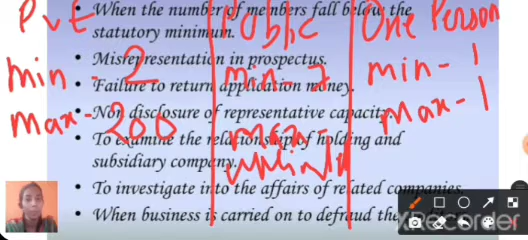 Pvt Public One Person
• When the number of members fall below the
statutory minimum.
• Misrepresentation in prospectus.
min - 2 min - 7 min - 1
• Failure to return application money.
• Non disclosure of representative capacity.
max - 200 max - max - 1
• To examine the relationship of holding and
subsidiary company.
• To investigate into the affairs of related companies.
• When business is carried on to defraud the
XRecorder